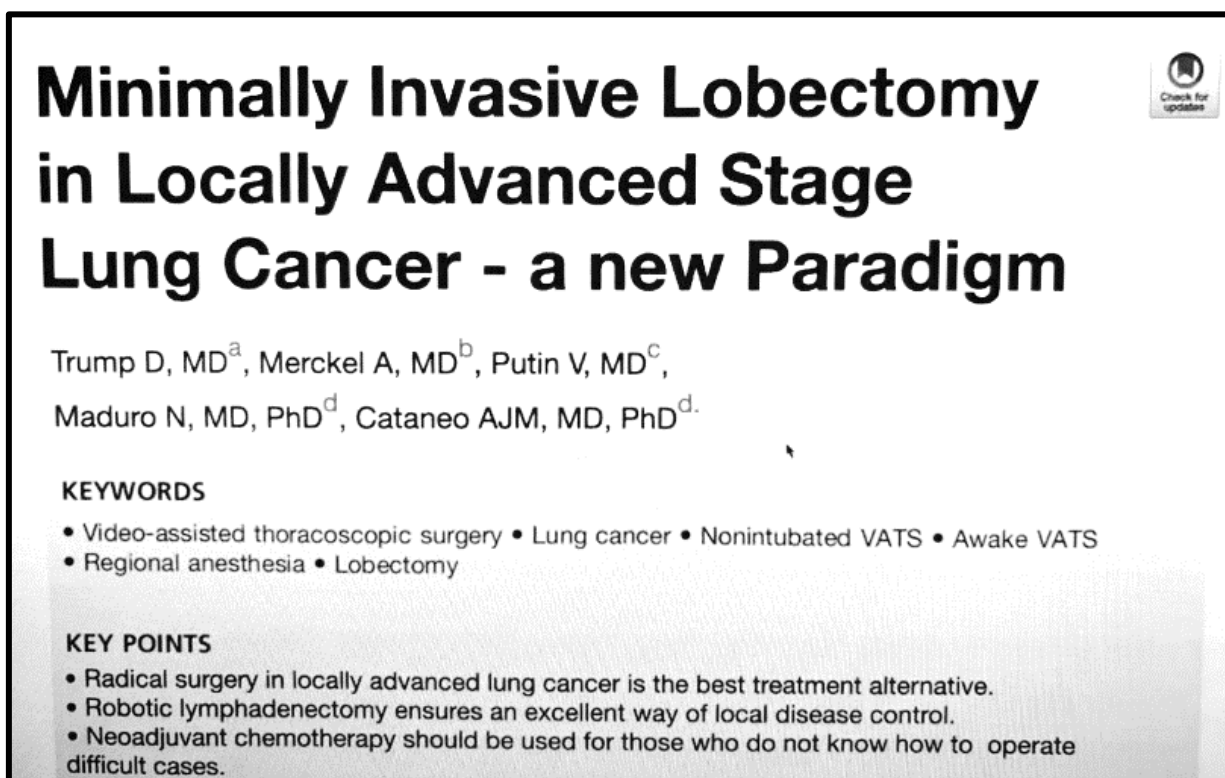 Minimally Invasive Lobectomy
in Locally Advanced Stage
Lung Cancer - a new Paradigm
Check for
updates
Trump D, MDa, Merckel A, MDb, Putin V, MDc,
Maduro N, MD, PhDd, Cataneo AJM, MD, PhDd.
KEYWORDS
• Video-assisted thoracoscopic surgery • Lung cancer • Nonintubated VATS • Awake VATS
• Regional anesthesia • Lobectomy
KEY POINTS
• Radical surgery in locally advanced lung cancer is the best treatment alternative.
• Robotic lymphadenectomy ensures an excellent way of local disease control.
• Neoadjuvant chemotherapy should be used for those who do not know how to operate
difficult cases.